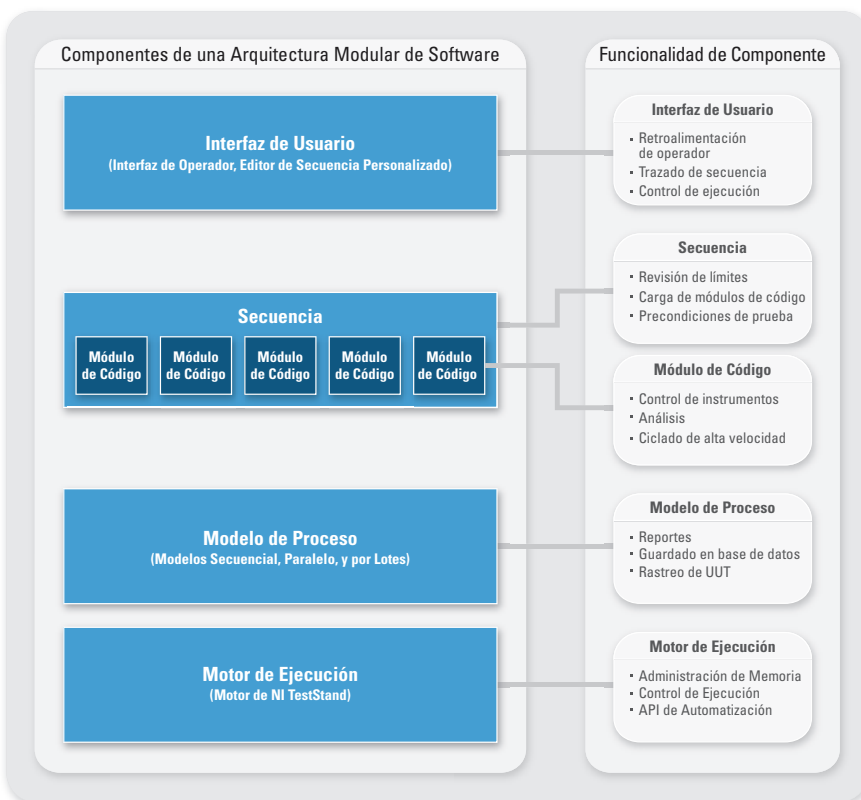 Componentes de una Arquitectura Modular de Software
Interfaz de Usuario
(Interfaz de Operador, Editor de Secuencia Personalizado)
Secuencia
Módulo
de Código
Módulo
de Código
Módulo
de Código
Módulo
de Código
Módulo
de Código
Modelo de Proceso
(Modelos Secuencial, Paralelo, y por Lotes)
Motor de Ejecución
(Motor de NI TestStand)
Funcionalidad de Componente
Interfaz de Usuario
▪ Retroalimentación
de operador
▪ Trazado de secuencia
▪ Control de ejecución
Secuencia
▪ Revisión de límites
▪ Carga de módulos de código
▪ Precondiciones de prueba
Módulo de Código
▪ Control de instrumentos
▪ Análisis
▪ Ciclado de alta velocidad
Modelo de Proceso
▪ Reportes
▪ Guardado en base de datos
▪ Rastreo de UUT
Motor de Ejecución
▪ Administración de Memoria
▪ Control de Ejecución
▪ API de Automatización